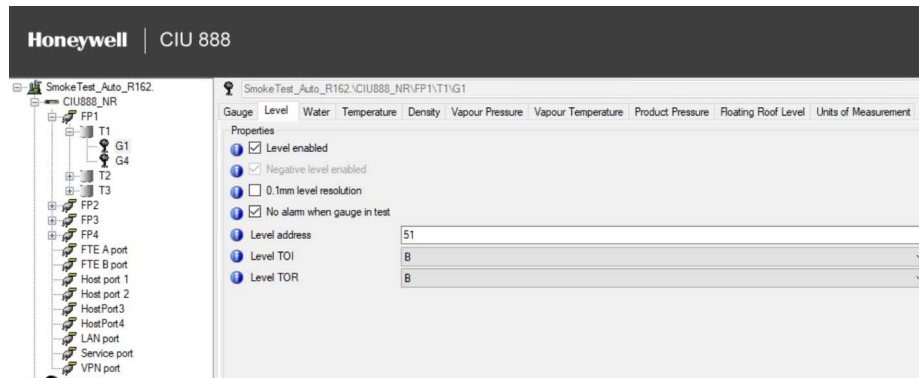 Honeywell | CIU 888
SmokeTest_Auto_R162.
CIU888_NR
FP1
T1
G1
G4
T2
T3
FP2
FP3
FP4
FTE A port
FTE B port
Host port 1
Host port 2
HostPort3
HostPort4
LAN port
Service port
VPN port
SmokeTest_Auto_R162.\CIU888_NR\FP1\T1\G1
Gauge Level Water Temperature Density Vapour Pressure Vapour Temperature Product Pressure Floating Roof Level Units of Measurement
Properties
Level enabled
Negative level enabled
0.1mm level resolution
No alarm when gauge in test
Level address 51
Level TOI B
Level TOR B